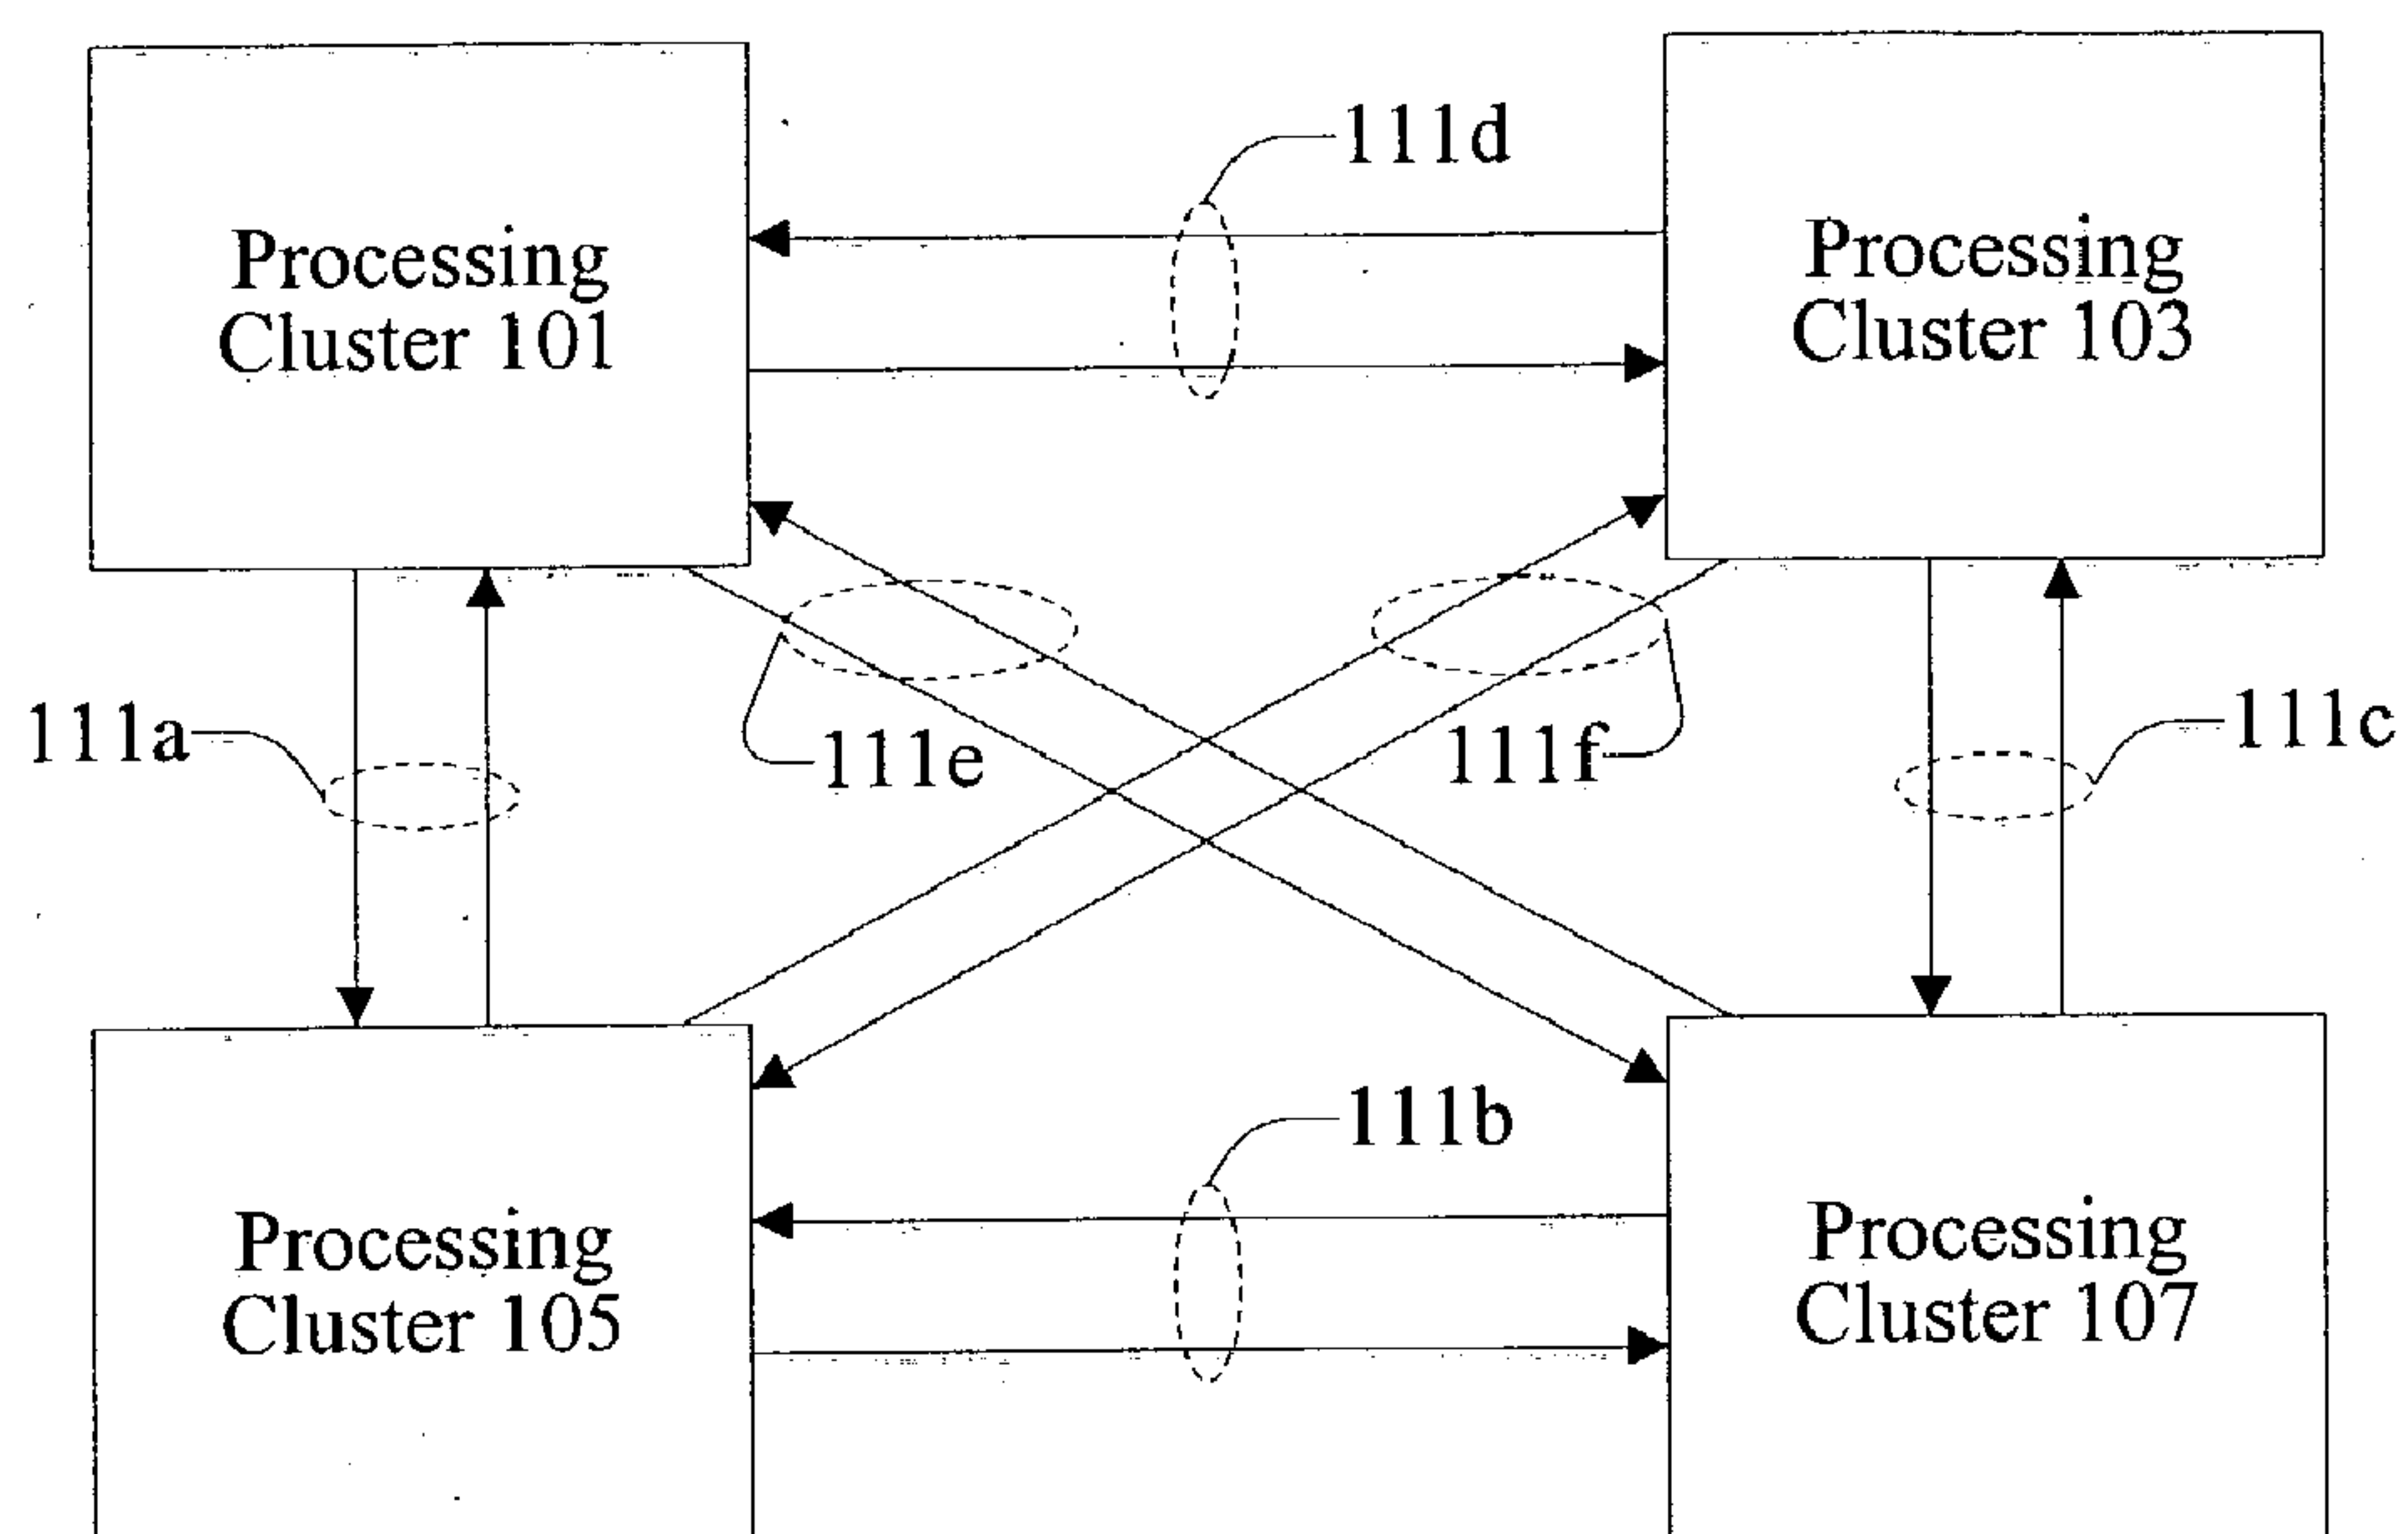 111d
Processing
Cluster 101
Processing
Cluster 103
111a
111e
111f
111c
111b
Processing
Cluster 105
Processing
Cluster 107